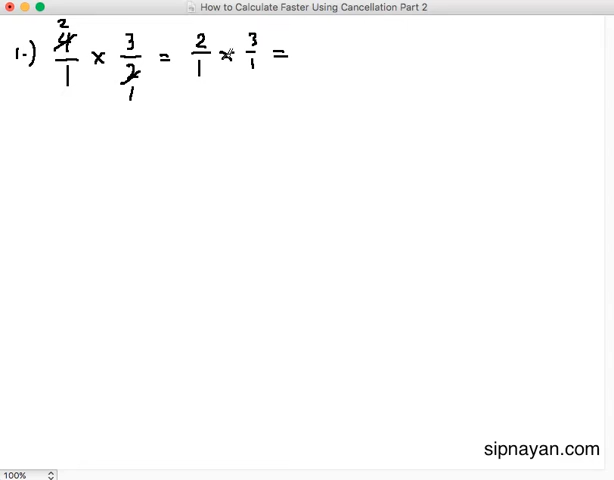 How to Calculate Faster Using Cancellation Part 2
1.) 4/1 2 × 3/2 1 = 2/1 × 3/1 =
sipnayan.com
100%